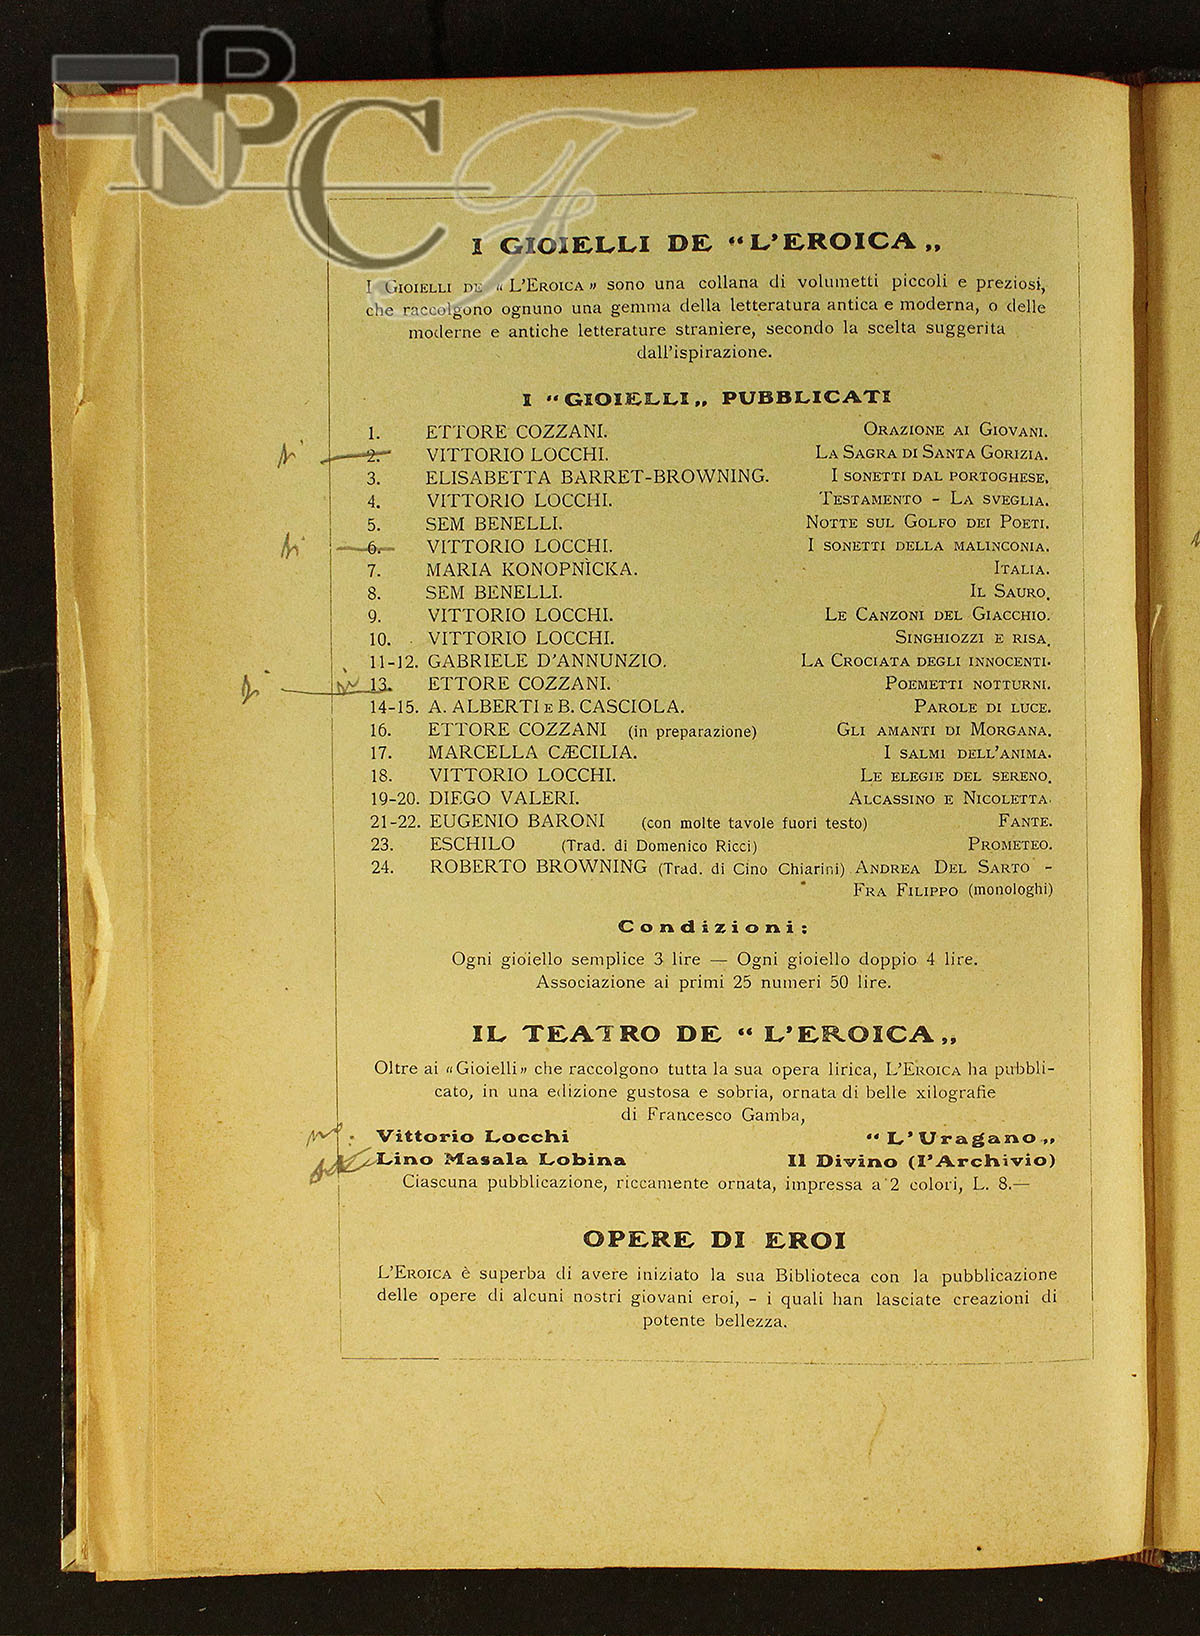 NBCF
I GIOIELLI DE “L’EROICA„
I GIOIELLI DE «L’EROICA» sono una collana di volumetti piccoli e preziosi,
che raccolgono ognuno una gemma della letteratura antica e moderna, o delle
moderne e antiche letterature straniere, secondo la scelta suggerita
dall’ispirazione.
I “GIOIELLI„ PUBBLICATI
1. ETTORE COZZANI. ORAZIONE AI GIOVANI.
si 2. VITTORIO LOCCHI. LA SAGRA DI SANTA GORIZIA.
3. ELISABETTA BARRET-BROWNING. I SONETTI DAL PORTOGHESE.
4. VITTORIO LOCCHI. TESTAMENTO - LA SVEGLIA.
5. SEM BENELLI. NOTTE SUL GOLFO DEI POETI.
si 6. VITTORIO LOCCHI. I SONETTI DELLA MALINCONIA.
7. MARIA KONOPNÌCKA. ITALIA.
8. SEM BENELLI. IL SAURO.
9. VITTORIO LOCCHI. LE CANZONI DEL GIACCHIO.
10. VITTORIO LOCCHI. SINGHIOZZI E RISA.
11-12. GABRIELE D’ANNUNZIO. LA CROCIATA DEGLI INNOCENTI.
si si 13. ETTORE COZZANI. POEMETTI NOTTURNI.
14-15. A. ALBERTI E B. CASCIOLA. PAROLE DI LUCE.
16. ETTORE COZZANI (in preparazione) GLI AMANTI DI MORGANA.
17. MARCELLA CÆCILIA. I SALMI DELL’ANIMA.
18. VITTORIO LOCCHI. LE ELEGIE DEL SERENO.
19-20. DIEGO VALERI. ALCASSINO E NICOLETTA.
21-22. EUGENIO BARONI (con molte tavole fuori testo) FANTE.
23. ESCHILO (Trad. di Domenico Ricci) PROMETEO.
24. ROBERTO BROWNING (Trad. di Cino Chiarini) ANDREA DEL SARTO -
FRA FILIPPO (monologhi)
Condizioni:
Ogni gioiello semplice 3 lire — Ogni gioiello doppio 4 lire.
Associazione ai primi 25 numeri 50 lire.
IL TEATRO DE “L’EROICA„
Oltre ai «Gioielli» che raccolgono tutta la sua opera lirica, L’EROICA ha pubbli-
cato, in una edizione gustosa e sobria, ornata di belle xilografie
di Francesco Gamba,
no. Vittorio Locchi “L’Uragano„
Lino Masala Lobina Il Divino (l’Archivio)
Ciascuna pubblicazione, riccamente ornata, impressa a 2 colori, L. 8.—
OPERE DI EROI
L’EROICA è superba di avere iniziato la sua Biblioteca con la pubblicazione
delle opere di alcuni nostri giovani eroi, - i quali han lasciate creazioni di
potente bellezza.